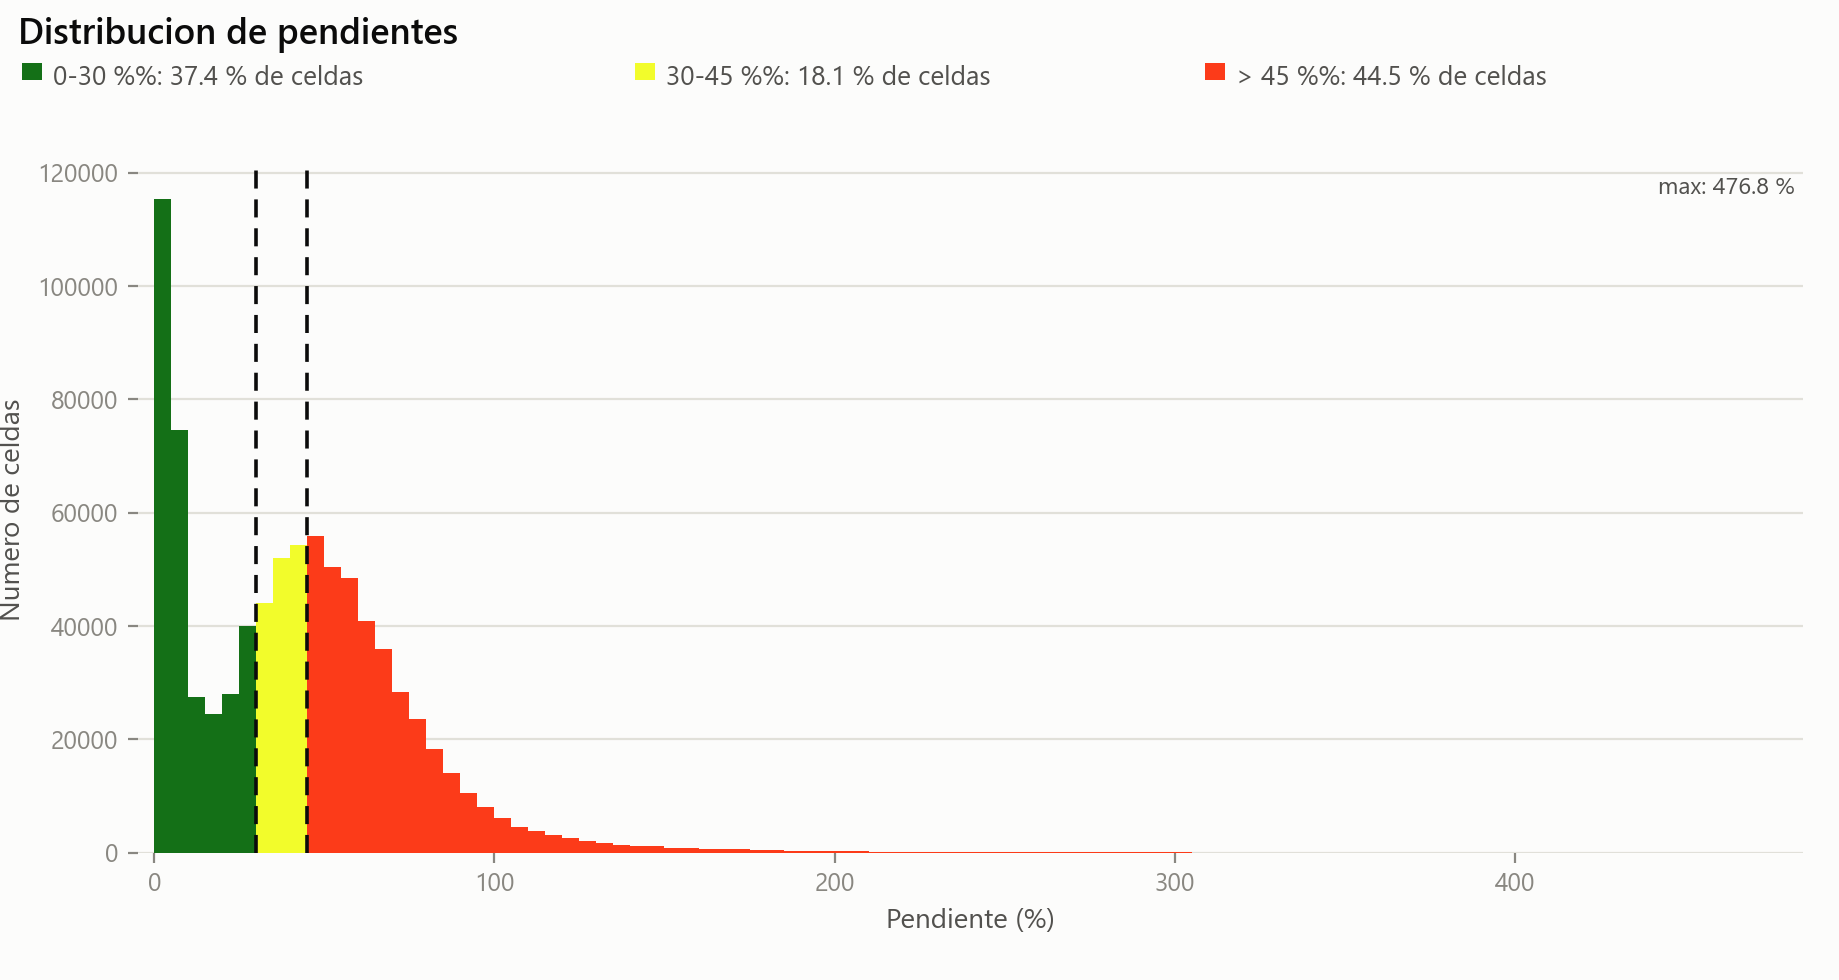 Distribucion de pendientes
0-30 %%: 37.4 % de celdas
30-45 %%: 18.1 % de celdas
> 45 %%: 44.5 % de celdas
120000
max: 476.8 %
100000
80000
60000
40000
20000
0
Numero de celdas
0
100
200
300
400
Pendiente (%)